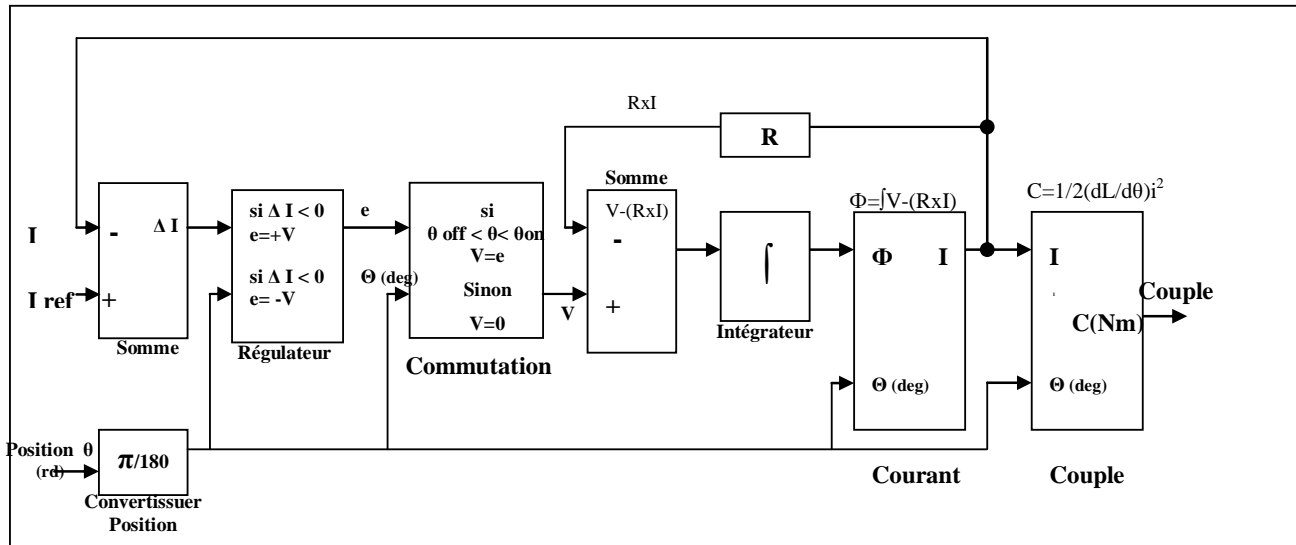 RxI
R
Somme
V-(RxI)
-
+
I
I ref
-
+
Δ I
Somme
si Δ I < 0
e=+V
si Δ I < 0
e= -V
Régulateur
e
Θ (deg)
si
θ off < θ< θon
V=e
Sinon
V=0
Commutation
V
∫
Intégrateur
Φ=∫V-(RxI)
Φ I
Θ (deg)
Courant
C=1/2(dL/dθ)i²
I
C(Nm)
Θ (deg)
Couple
Couple
Position θ
(rd)
π/180
Convertissuer
Position